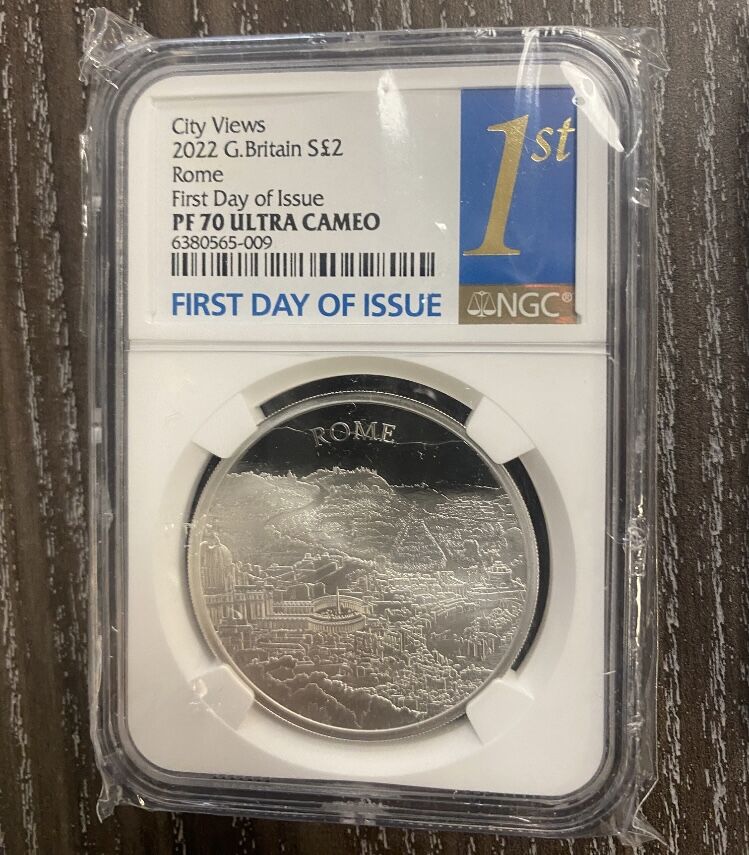 City Views
2022 G.Britain S£2
Rome
First Day of Issue
PF 70 ULTRA CAMEO
6380565-009
FIRST DAY OF ISSUE
1st
NGC®
ROME